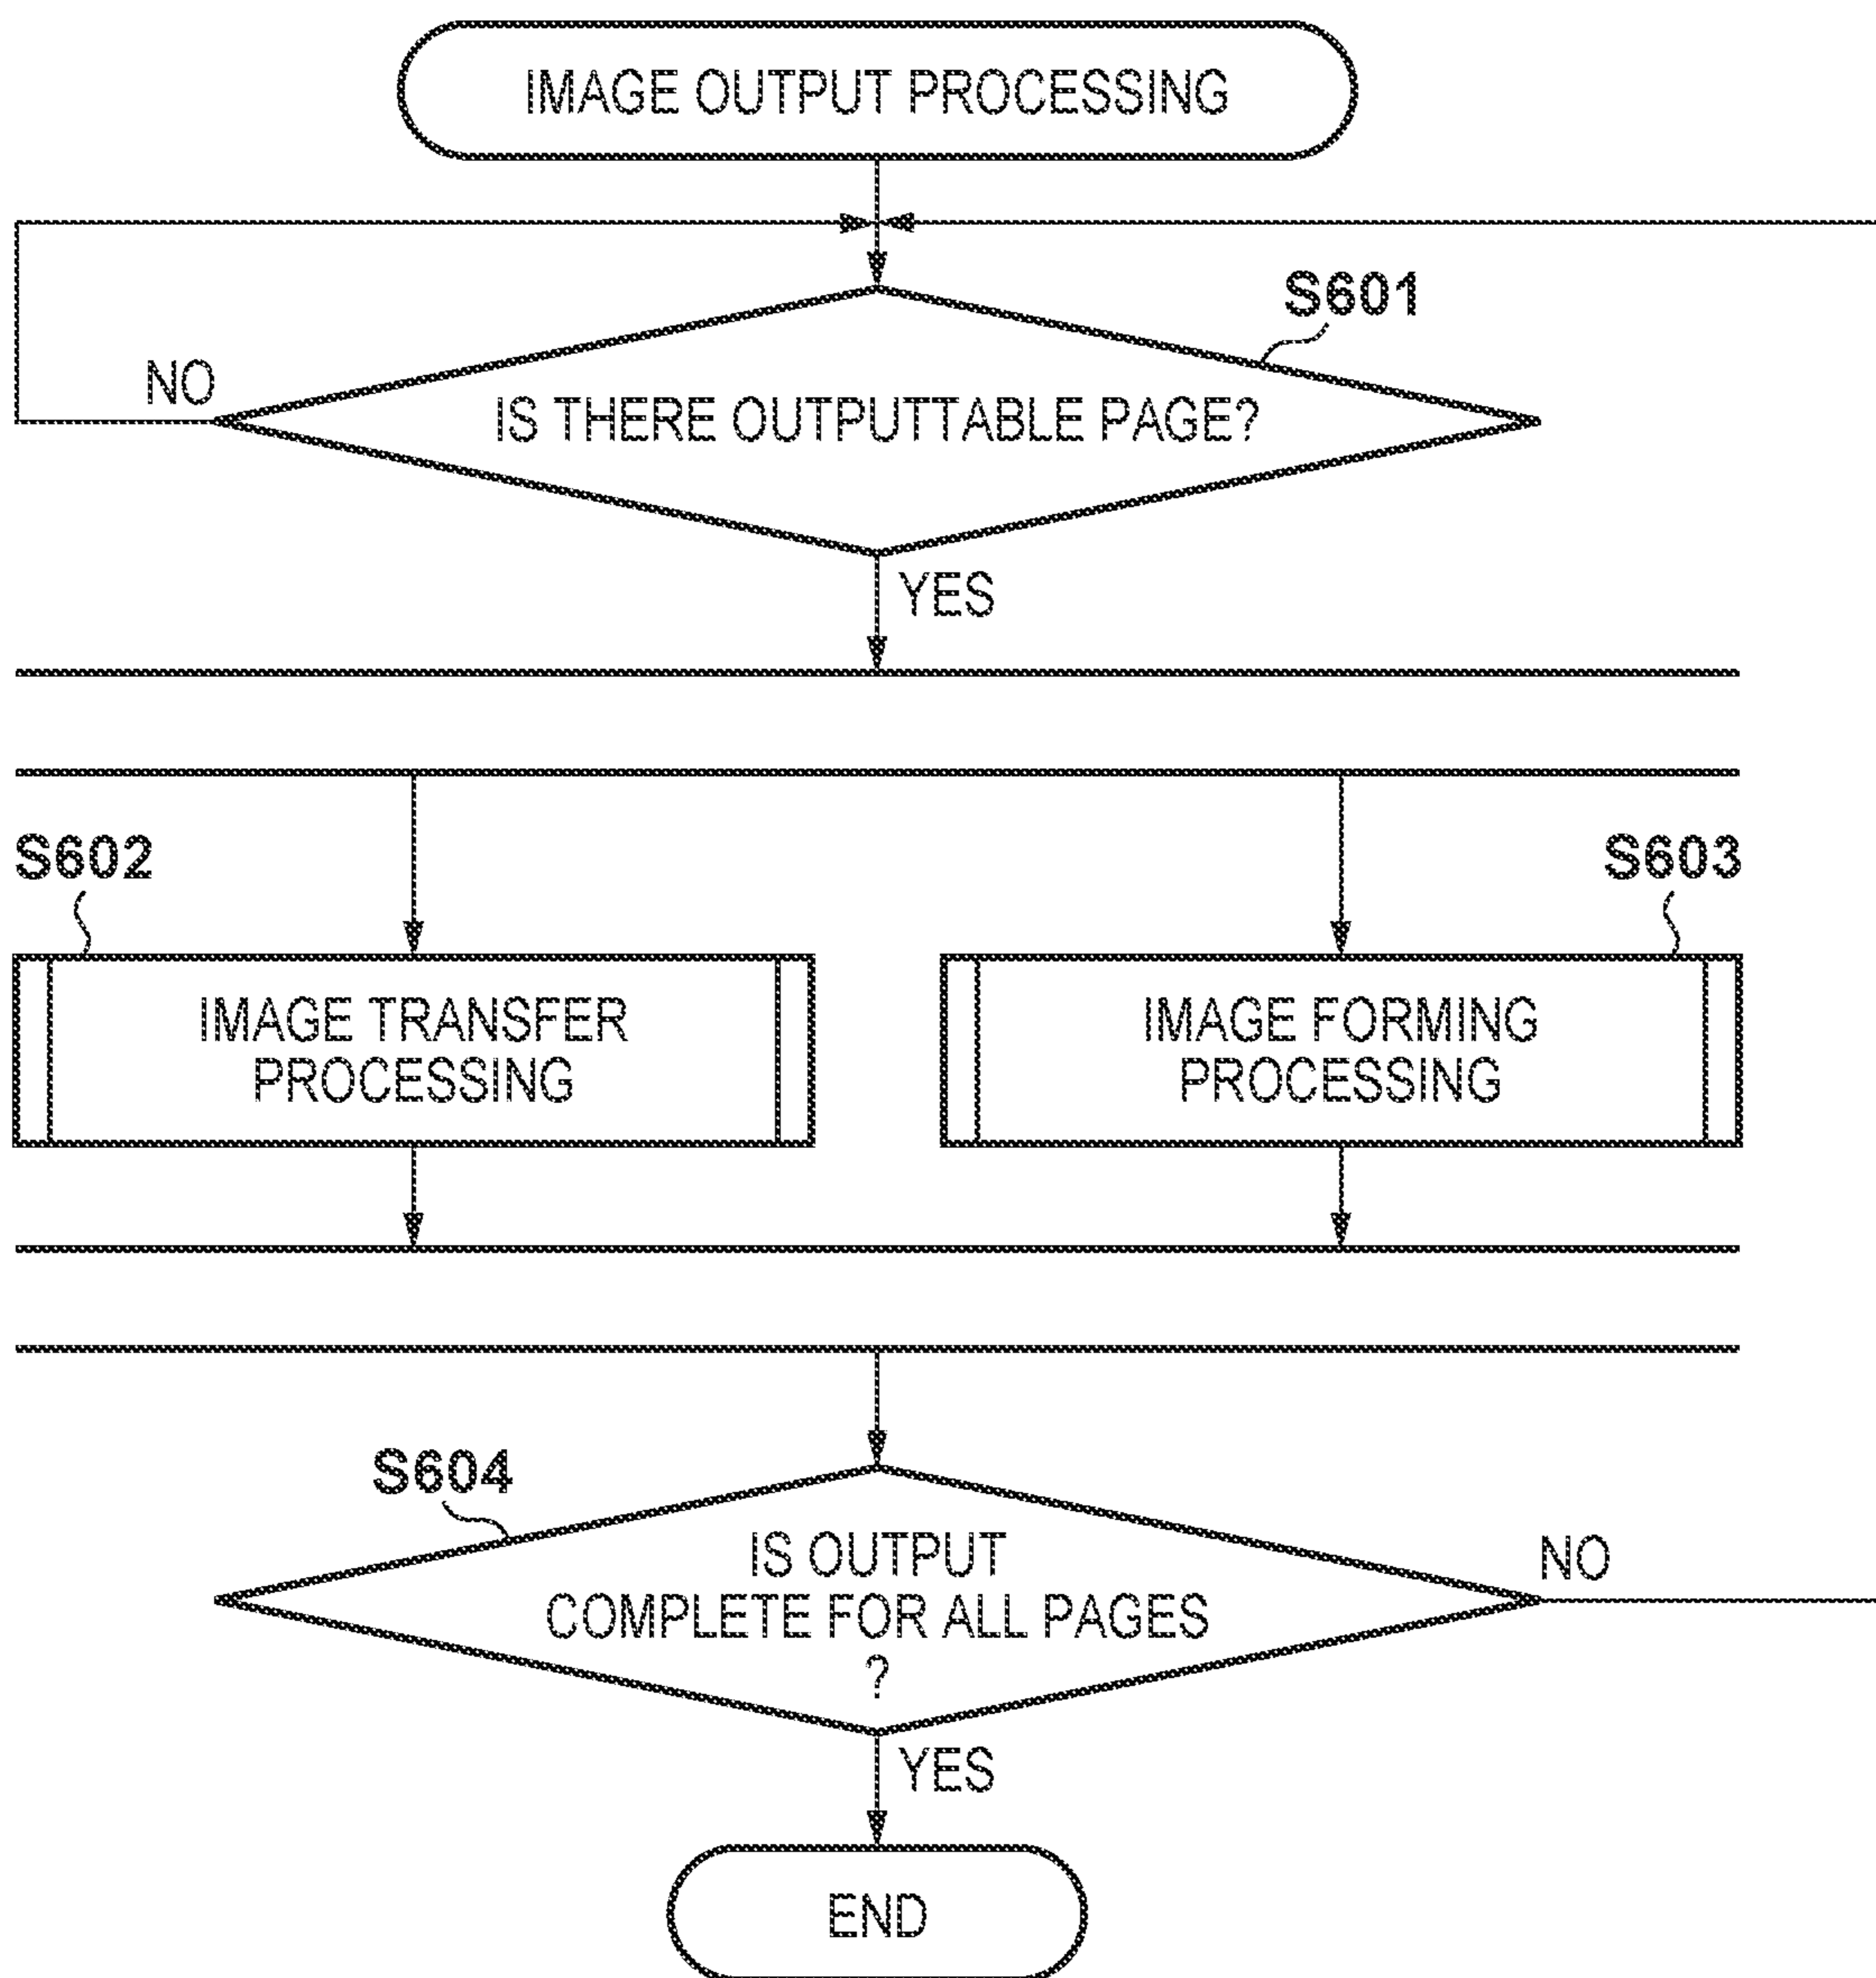 IMAGE OUTPUT PROCESSING
S601
NO
IS THERE OUTPUTTABLE PAGE?
YES
S602
S603
IMAGE TRANSFER
PROCESSING
IMAGE FORMING
PROCESSING
S604
IS OUTPUT
COMPLETE FOR ALL PAGES
?
NO
YES
END